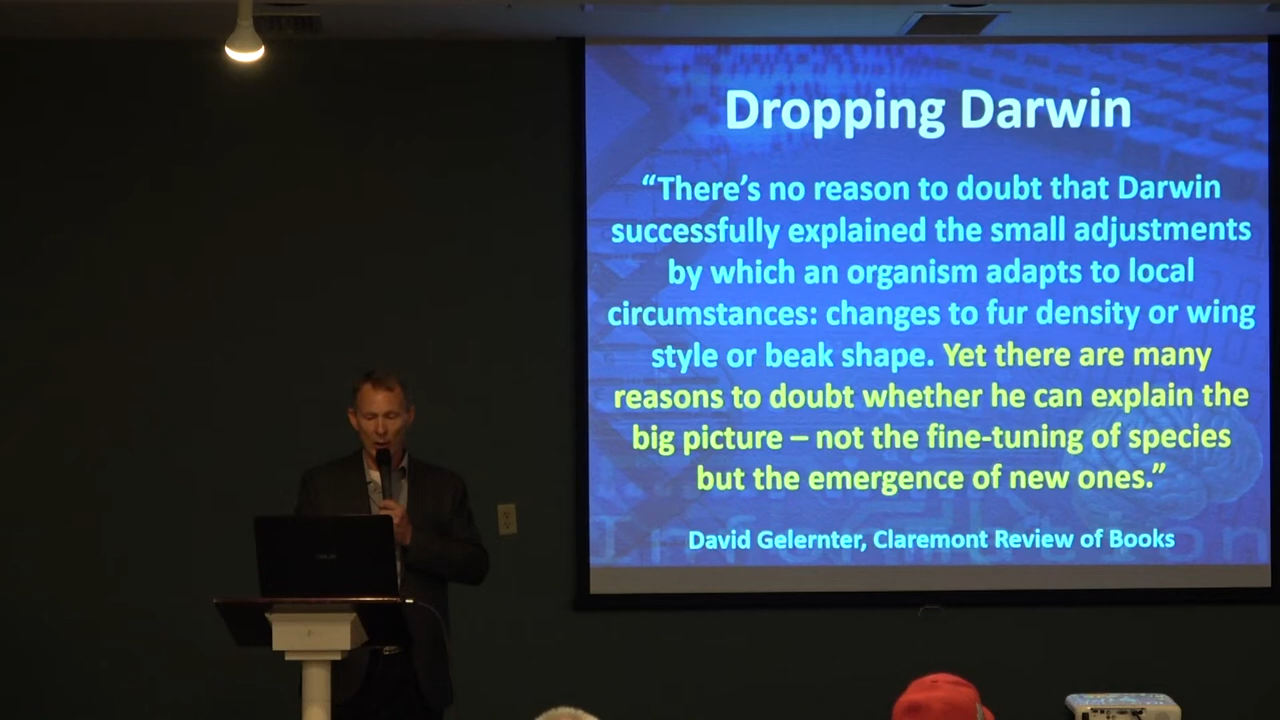 Dropping Darwin
“There’s no reason to doubt that Darwin
successfully explained the small adjustments
by which an organism adapts to local
circumstances: changes to fur density or wing
style or beak shape. Yet there are many
reasons to doubt whether he can explain the
big picture – not the fine-tuning of species
but the emergence of new ones.”
David Gelernter, Claremont Review of Books
Information